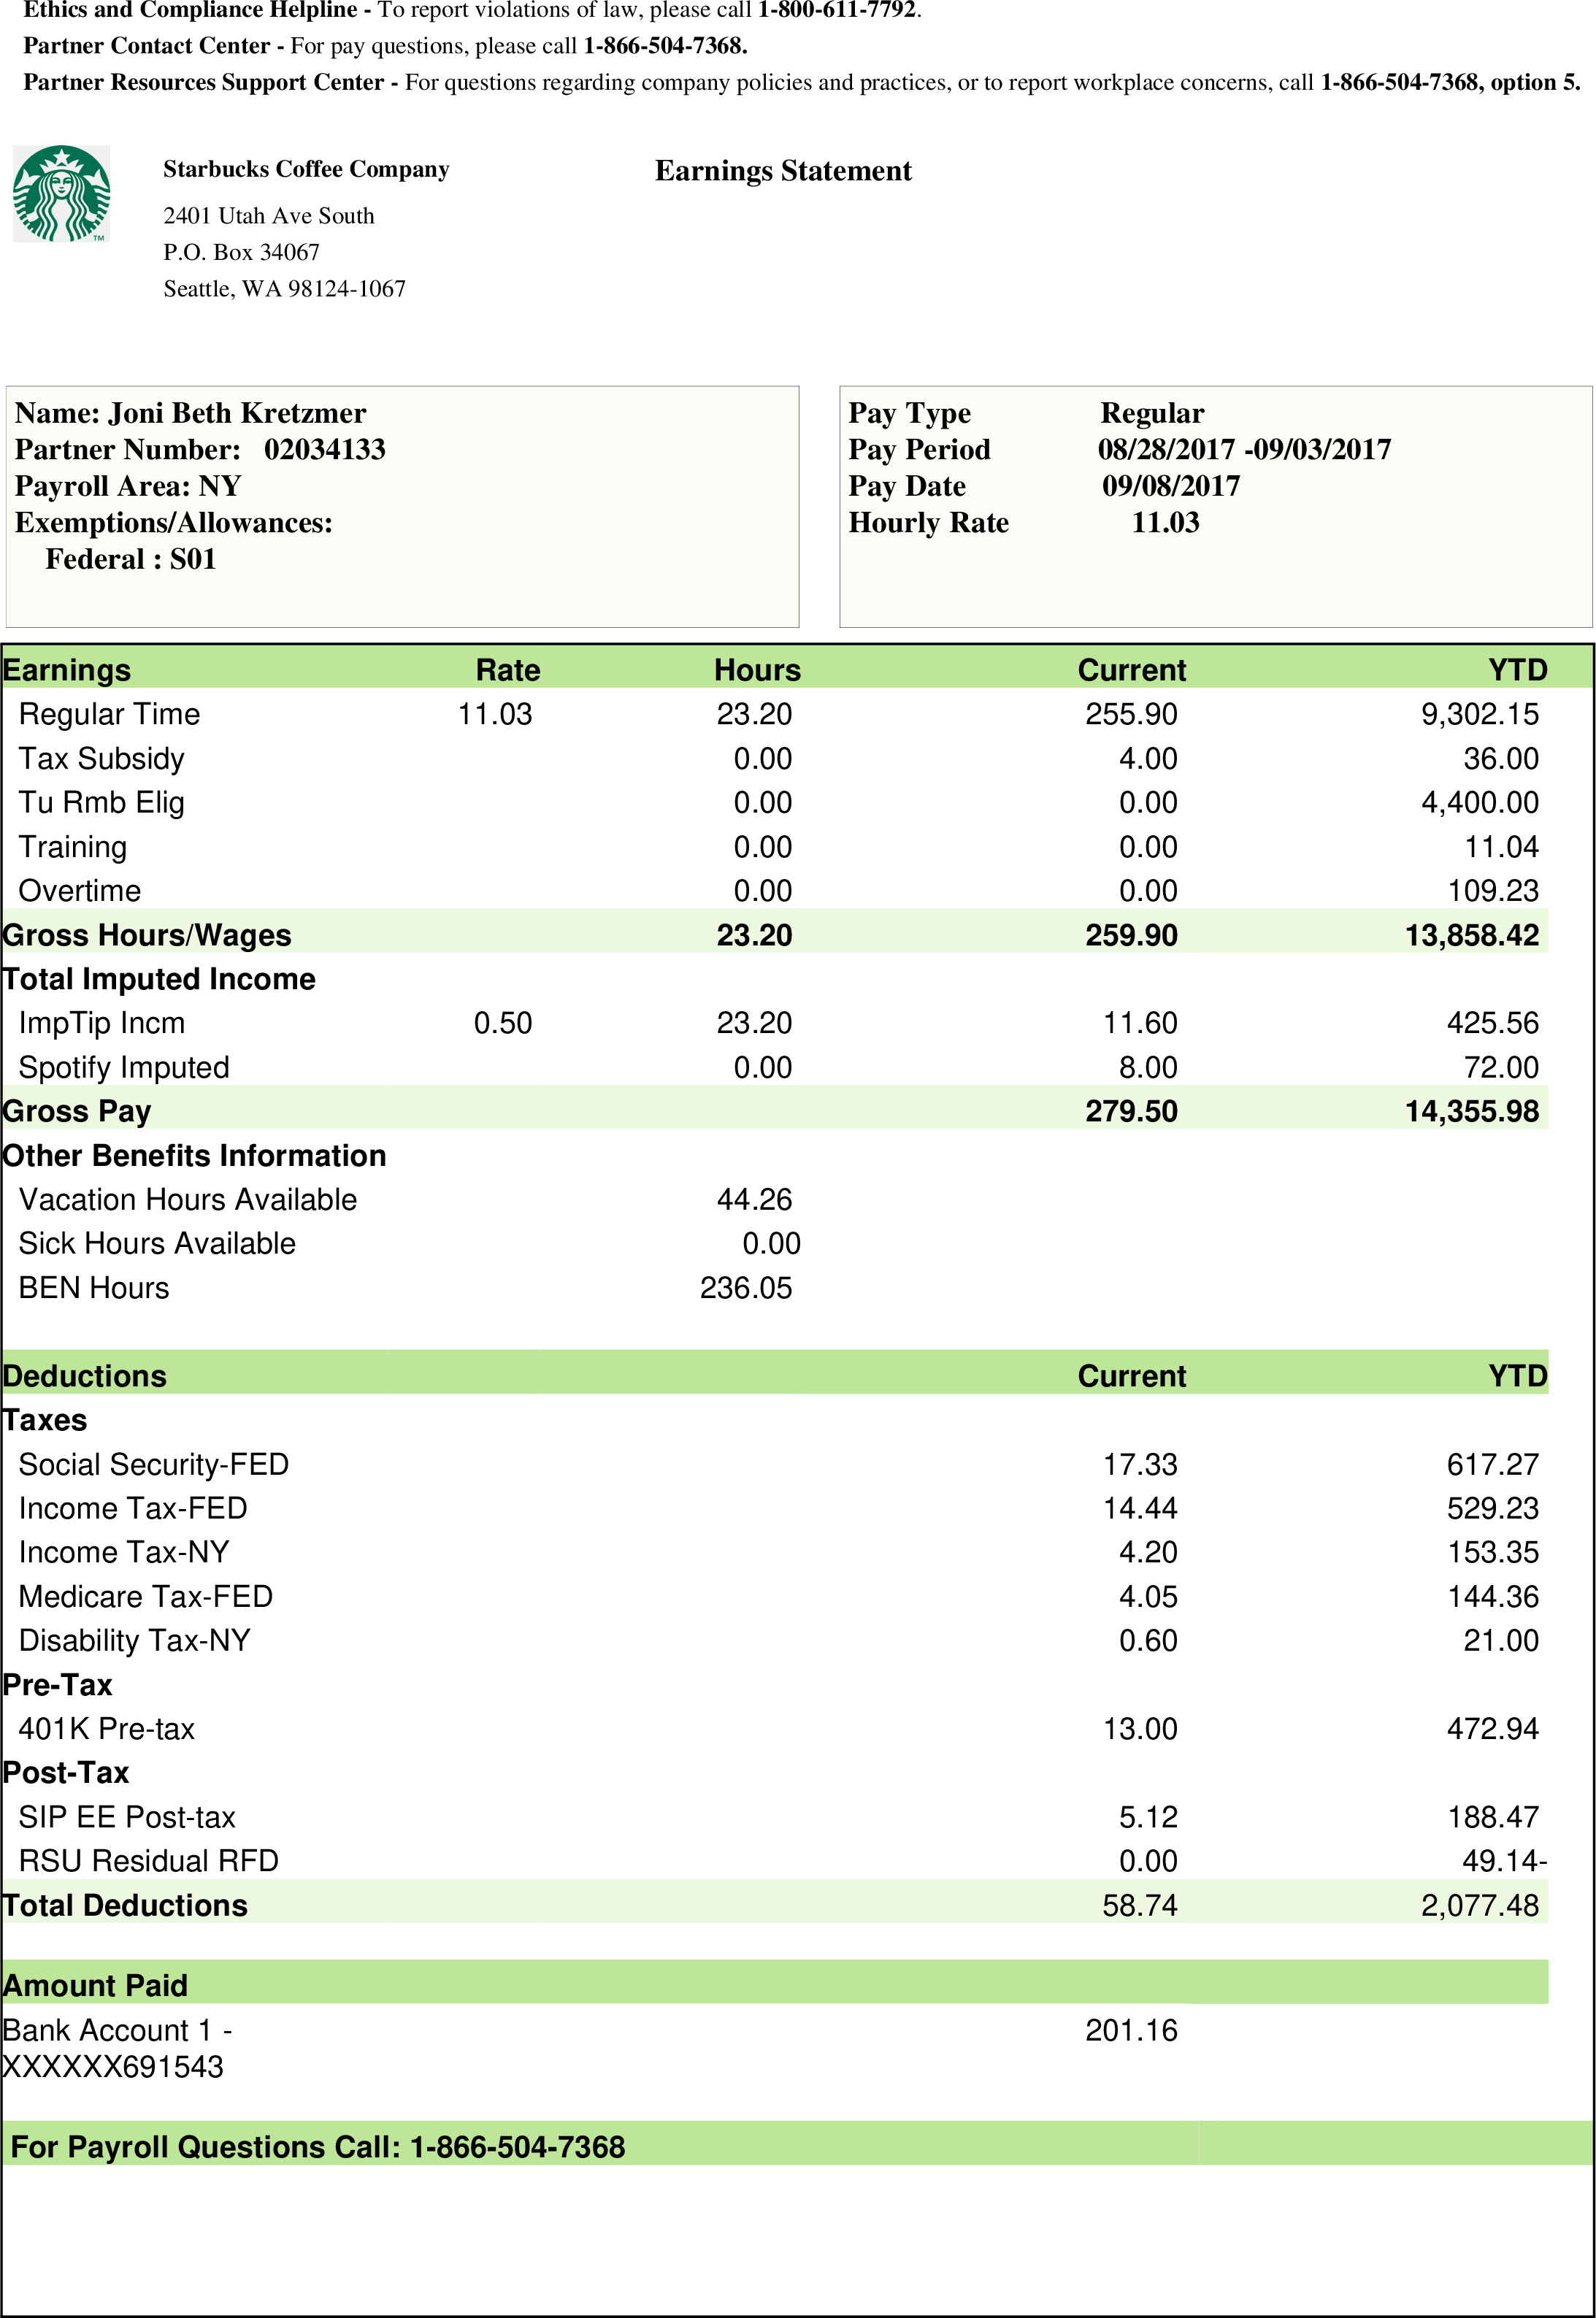 Ethics and Compliance Helpline - To report violations of law, please call 1-800-611-7792.
Partner Contact Center - For pay questions, please call 1-866-504-7368.
Partner Resources Support Center - For questions regarding company policies and practices, or to report workplace concerns, call 1-866-504-7368, option 5.
Starbucks Coffee Company Earnings Statement
2401 Utah Ave South
P.O. Box 34067
TM
Seattle, WA 98124-1067
Name: Joni Beth Kretzmer
Partner Number: 02034133
Payroll Area: NY
Exemptions/Allowances:
Federal : S01
Pay Type Regular
Pay Period 08/28/2017 -09/03/2017
Pay Date 09/08/2017
Hourly Rate 11.03
Earnings Rate Hours Current YTD
Regular Time 11.03 23.20 255.90 9,302.15
Tax Subsidy 0.00 4.00 36.00
Tu Rmb Elig 0.00 0.00 4,400.00
Training 0.00 0.00 11.04
Overtime 0.00 0.00 109.23
Gross Hours/Wages 23.20 259.90 13,858.42
Total Imputed Income
ImpTip Incm 0.50 23.20 11.60 425.56
Spotify Imputed 0.00 8.00 72.00
Gross Pay 279.50 14,355.98
Other Benefits Information
Vacation Hours Available 44.26
Sick Hours Available 0.00
BEN Hours 236.05
Deductions Current YTD
Taxes
Social Security-FED 17.33 617.27
Income Tax-FED 14.44 529.23
Income Tax-NY 4.20 153.35
Medicare Tax-FED 4.05 144.36
Disability Tax-NY 0.60 21.00
Pre-Tax
401K Pre-tax 13.00 472.94
Post-Tax
SIP EE Post-tax 5.12 188.47
RSU Residual RFD 0.00 49.14-
Total Deductions 58.74 2,077.48
Amount Paid
Bank Account 1 - 201.16
XXXXXX691543
For Payroll Questions Call: 1-866-504-7368